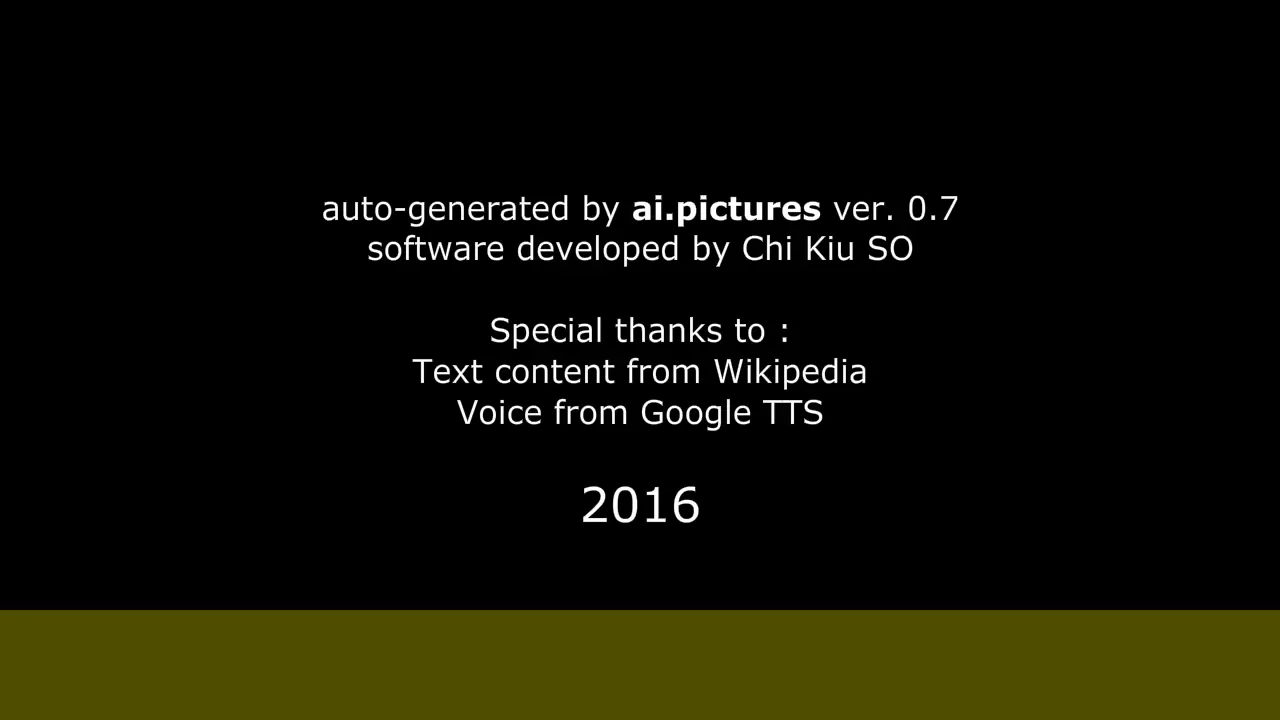 auto-generated by ai.pictures ver. 0.7
software developed by Chi Kiu SO
Special thanks to :
Text content from Wikipedia
Voice from Google TTS
2016